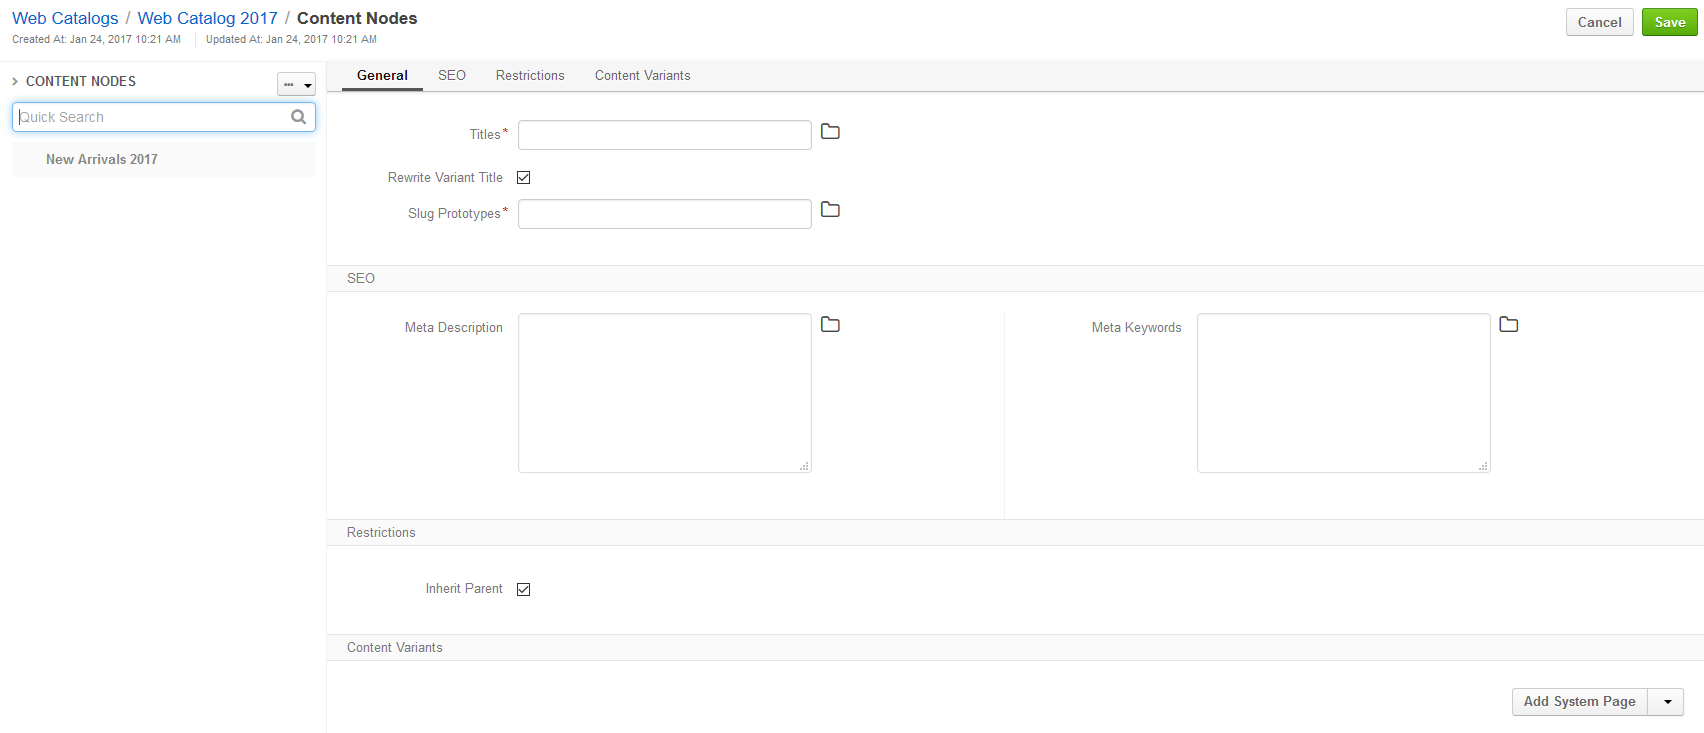 Web Catalogs / Web Catalog 2017 / Content Nodes
Created At: Jan 24, 2017 10:21 AM Updated At: Jan 24, 2017 10:21 AM
Cancel Save
CONTENT NODES
Quick Search
New Arrivals 2017
General SEO Restrictions Content Variants
Titles*
Rewrite Variant Title
Slug Prototypes*
SEO
Meta Description
Meta Keywords
Restrictions
Inherit Parent
Content Variants
Add System Page